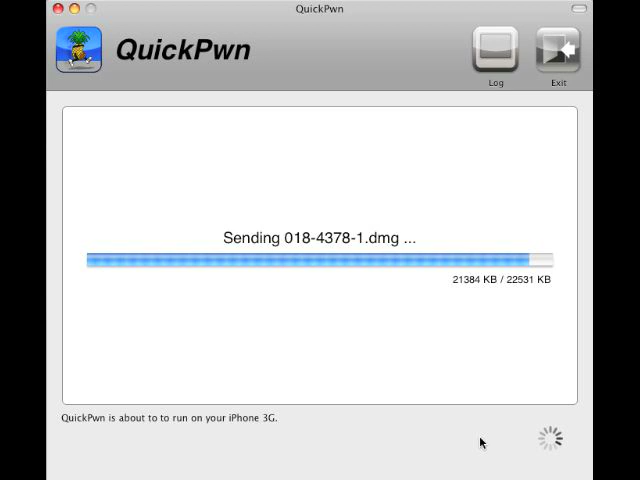 QuickPwn
QuickPwn
Log
Exit
Sending 018-4378-1.dmg ...
21384 KB / 22531 KB
QuickPwn is about to to run on your iPhone 3G.